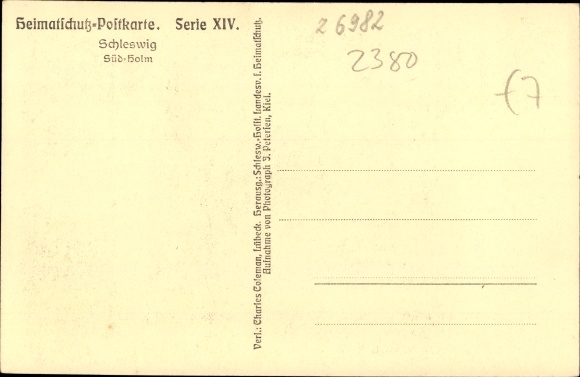 Heimatschutz-Postkarte. Serie XIV.
Schleswig
Süd-Holm
Verl.: Charles Coleman, Lübeck. Herausg.: Schlesw.-Holst. Landesv. f. Heimatschutz.
Aufnahme von Photograph J. Petersen, Kiel.
z 6982
2380